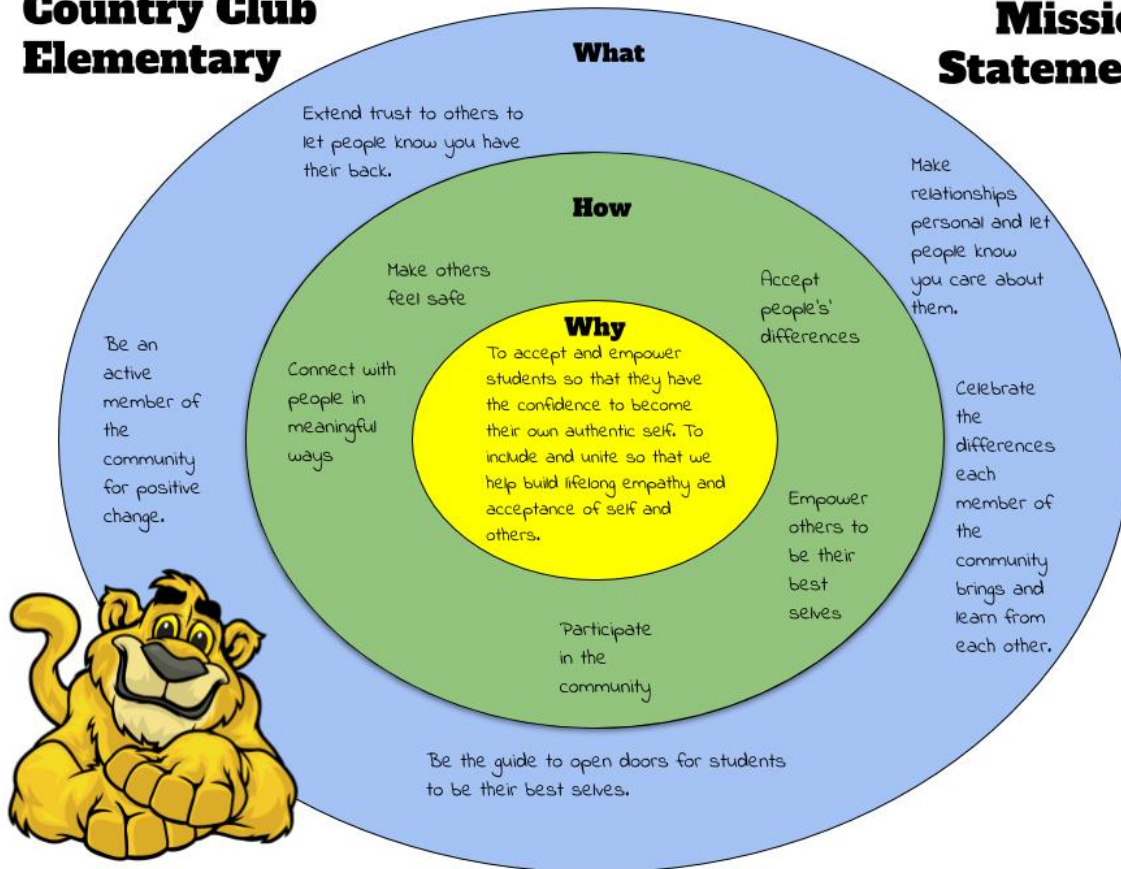 Country Club
Elementary
Missio
Stateme
What
Extend trust to others to
let people know you have
their back.
Make
relationships
personal and let
people know
you care about
them.
How
Make others
feel safe
Accept
people's'
differences
Why
To accept and empower
students so that they have
the confidence to become
their own authentic self. To
include and unite so that we
help build lifelong empathy and
acceptance of self and
others.
Be an
active
member of
the
community
for positive
change.
Connect with
people in
meaningful
ways
Celebrate
the
differences
each
member of
the
community
brings and
learn from
each other.
Empower
others to
be their
best
selves
Participate
in the
community
Be the guide to open doors for students
to be their best selves.